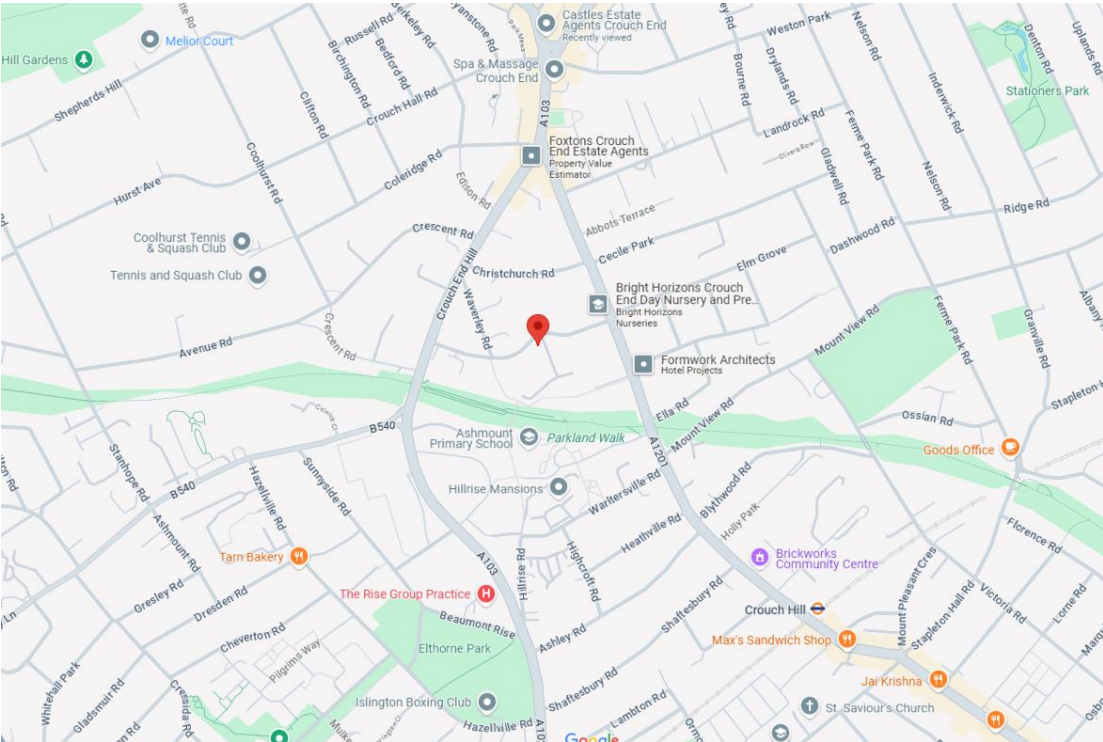 Melior Court
Russell Rd
Berkeley Rd
Castles Estate
Agents Crouch End
Recently viewed
Weston Park
Nelson Rd
Denton Rd
Uplands Rd
Hill Gardens
Shepherds Hill
Birchington Rd
Bedford Rd
Spa & Massage
Crouch End
Bourne Rd
Drylands Rd
Inderwick Rd
Stationers Park
Clifton Rd
Crouch Hall Rd
A103
Landrock Rd
Ferme Park Rd
Olivers Row
Coolhurst Rd
Coleridge Rd
Foxtons Crouch
End Estate Agents
Property Value
Estimator
Gladwell Rd
Nelson Rd
Hurst Ave
Edison Rd
Abbots Terrace
Ridge Rd
Coolhurst Tennis
& Squash Club
Crescent Rd
Cecile Park
Dashwood Rd
Elm Grove
Tennis and Squash Club
Crouch End Hill
Christchurch Rd
Bright Horizons Crouch
End Day Nursery and Pre...
Bright Horizons
Nurseries
Waverley Rd
Mount View Rd
Ferme Park Rd
Granville Rd
Albany
Avenue Rd
Crescent Rd
Formwork Architects
Hotel Projects
Stapleton H
Ella Rd
Mount View Rd
Ossian Rd
B540
Ashmount
Primary School
Parkland Walk
A1201
Goods Office
Stanhope Rd
B540
Hazellville Rd
Sunnyside Rd
Hillrise Mansions
Waltersville Rd
Blythwood Rd
Holly Park
Florence Rd
Ashmount Rd
Tarn Bakery
A103
Hillrise Rd
Highcroft Rd
Heathville Rd
Brickworks
Community Centre
Mount Pleasant Cres
Gresley Rd
Dresden Rd
The Rise Group Practice
Shaftesbury Rd
Crouch Hill
Stapleton Hall Rd
Victoria Rd
Lorne Rd
Cheverton Rd
Beaumont Rise
Ashley Rd
Max's Sandwich Shop
Pilgrims Way
Elthorne Park
Jai Krishna
Whitehall Park
Gladsmuir Rd
Cressida Rd
Islington Boxing Club
Shaftesbury Rd
Lambton Rd
St. Saviour's Church
Hazellville Rd
Google